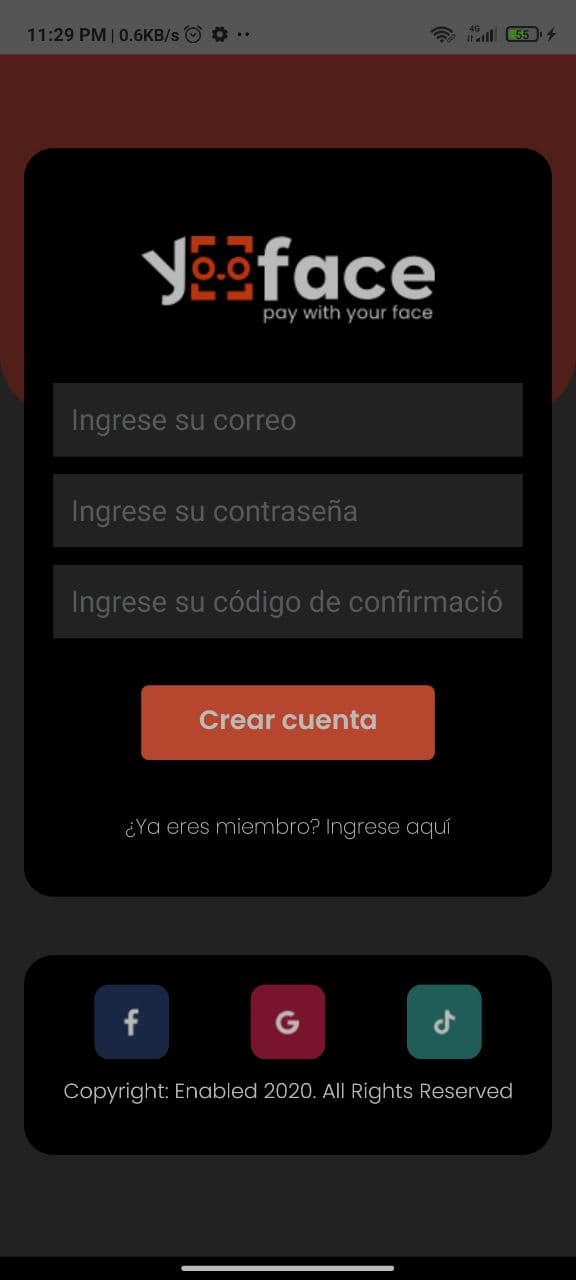 11:29 PM | 0.6KB/s
4G
55
yooface
pay with your face
Ingrese su correo
Ingrese su contraseña
Ingrese su código de confirmació
Crear cuenta
¿Ya eres miembro? Ingrese aquí
Copyright: Enabled 2020. All Rights Reserved